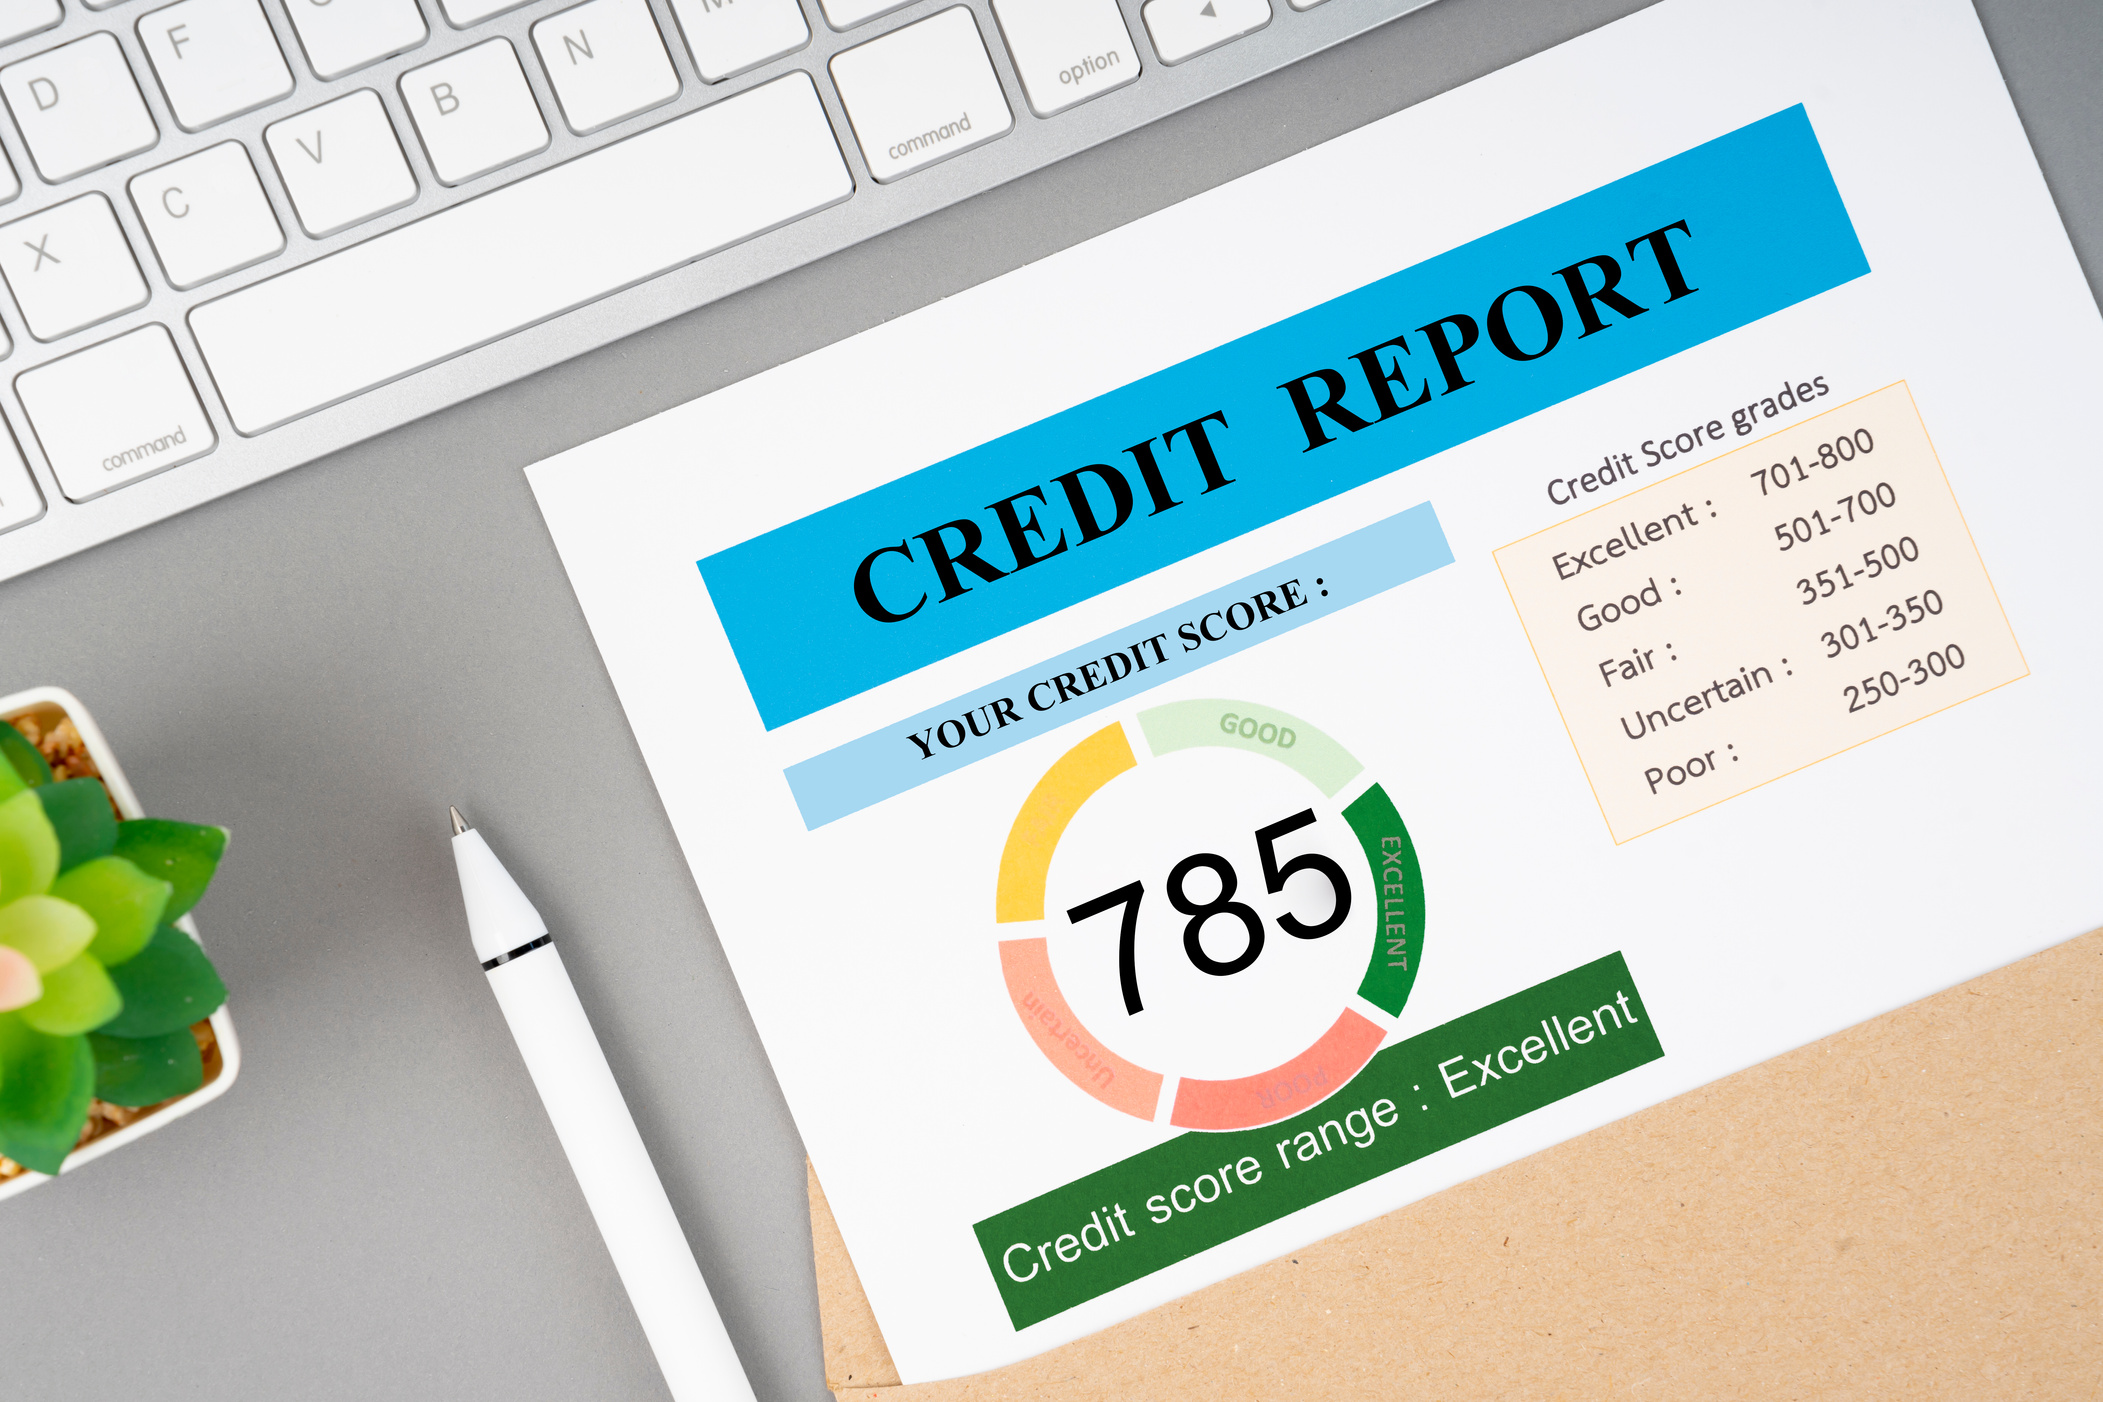 D F
X C V B N
command command option
CREDIT REPORT
YOUR CREDIT SCORE :
GOOD
EXCELLENT
POOR
Uncertain
785
Credit score range : Excellent
Credit Score grades
Excellent : 701-800
Good : 501-700
Fair : 351-500
Uncertain : 301-350
Poor : 250-300